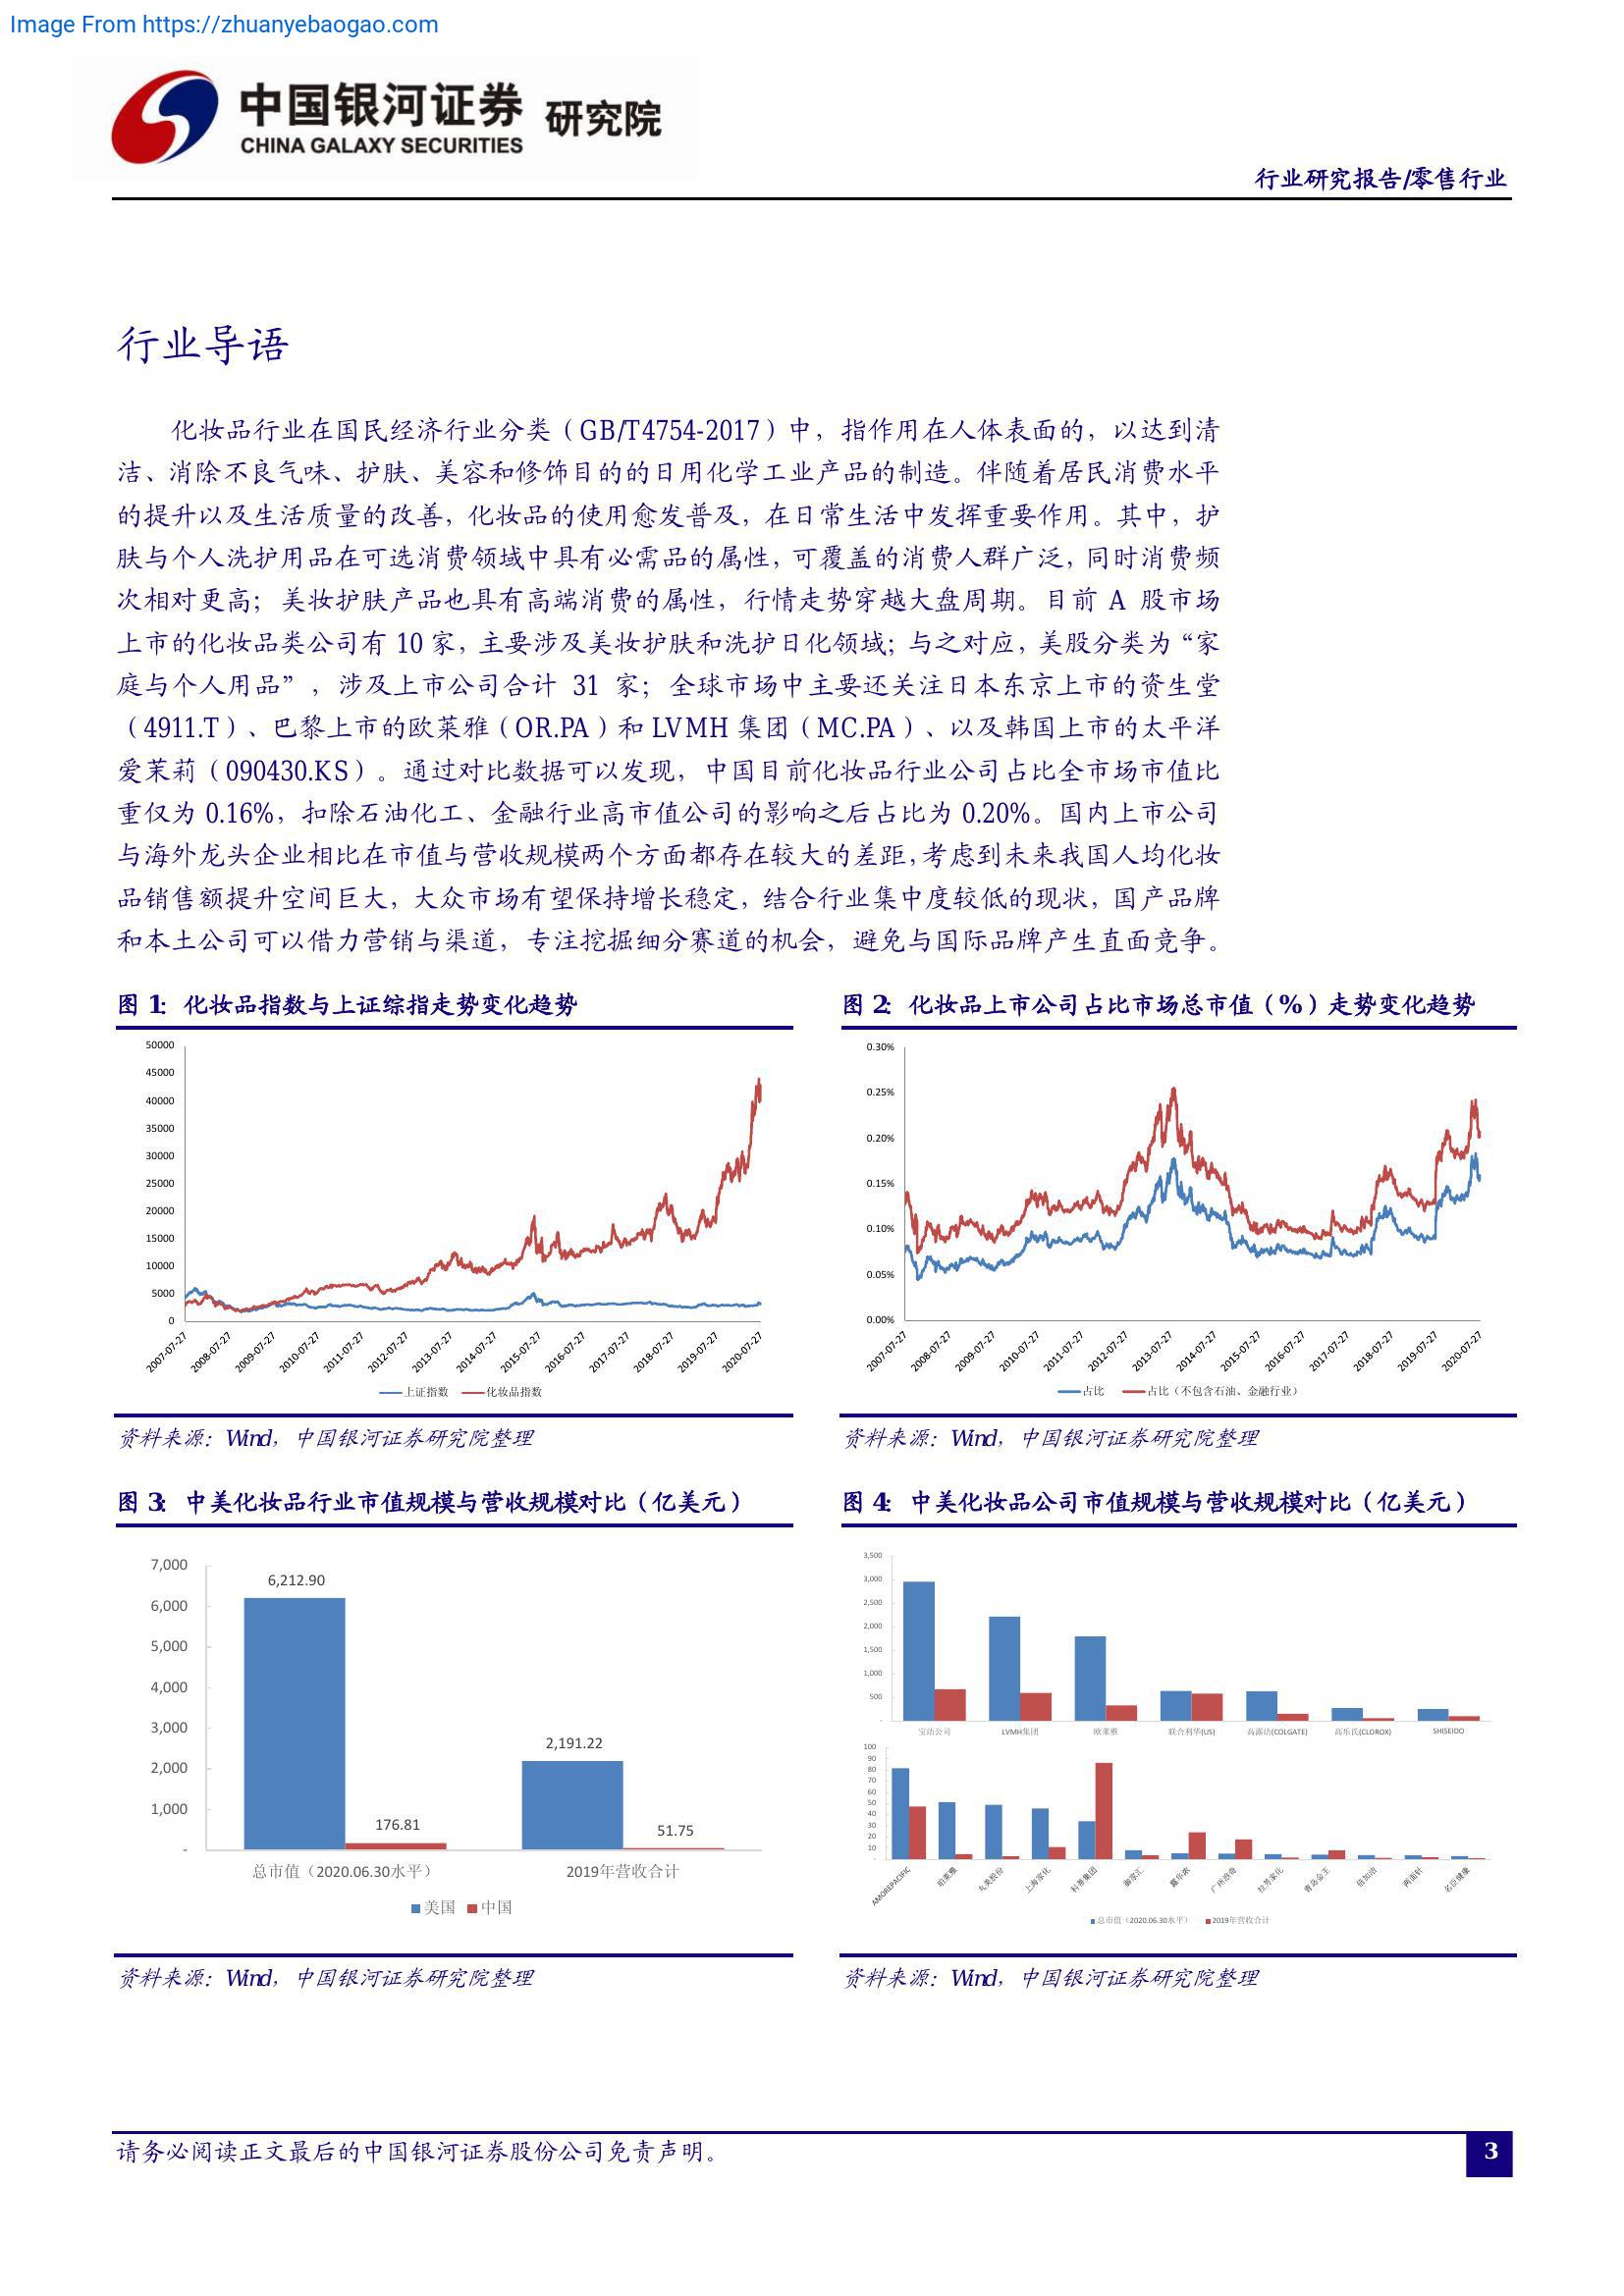 Image From https://zhuanyebaogao.com
中国银河证券 研究院
CHINA GALAXY SECURITIES
行业研究报告/零售行业
行业导语
化妆品行业在国民经济行业分类（GB/T4754-2017）中，指作用在人体表面的，以达到清
洁、消除不良气味、护肤、美容和修饰目的的日用化学工业产品的制造。伴随着居民消费水平
的提升以及生活质量的改善，化妆品的使用愈发普及，在日常生活中发挥重要作用。其中，护
肤与个人洗护用品在可选消费领域中具有必需品的属性，可覆盖的消费人群广泛，同时消费频
次相对更高；美妆护肤产品也具有高端消费的属性，行情走势穿越大盘周期。目前 A 股市场
上市的化妆品类公司有 10 家，主要涉及美妆护肤和洗护日化领域；与之对应，美股分类为“家
庭与个人用品”，涉及上市公司合计 31 家；全球市场中主要还关注日本东京上市的资生堂
（4911.T）、巴黎上市的欧莱雅（OR.PA）和 LVMH 集团（MC.PA）、以及韩国上市的太平洋
爱茉莉（090430.KS）。通过对比数据可以发现，中国目前化妆品行业公司占比全市场市值比
重仅为 0.16%，扣除石油化工、金融行业高市值公司的影响之后占比为 0.20%。国内上市公司
与海外龙头企业相比在市值与营收规模两个方面都存在较大的差距，考虑到未来我国人均化妆
品销售额提升空间巨大，大众市场有望保持增长稳定，结合行业集中度较低的现状，国产品牌
和本土公司可以借力营销与渠道，专注挖掘细分赛道的机会，避免与国际品牌产生直面竞争。
图 1：化妆品指数与上证综指走势变化趋势
50000
45000
40000
35000
30000
25000
20000
15000
10000
5000
0
2007-07-27
2008-07-27
2009-07-27
2010-07-27
2011-07-27
2012-07-27
2013-07-27
2014-07-27
2015-07-27
2016-07-27
2017-07-27
2018-07-27
2019-07-27
2020-07-27
上证指数 化妆品指数
资料来源：Wind，中国银河证券研究院整理
图 2：化妆品上市公司占比市场总市值（%）走势变化趋势
0.30%
0.25%
0.20%
0.15%
0.10%
0.05%
0.00%
2007-07-27
2008-07-27
2009-07-27
2010-07-27
2011-07-27
2012-07-27
2013-07-27
2014-07-27
2015-07-27
2016-07-27
2017-07-27
2018-07-27
2019-07-27
2020-07-27
占比 占比（不包含石油、金融行业）
资料来源：Wind，中国银河证券研究院整理
图 3：中美化妆品行业市值规模与营收规模对比（亿美元）
7,000
6,000
5,000
4,000
3,000
2,000
1,000
-
6,212.90
176.81
2,191.22
51.75
总市值（2020.06.30水平）
2019年营收合计
美国 中国
资料来源：Wind，中国银河证券研究院整理
图 4：中美化妆品公司市值规模与营收规模对比（亿美元）
3,500
3,000
2,500
2,000
1,500
1,000
500
-
宝洁公司
LVMH集团
欧莱雅
联合利华(US)
高露洁(COLGATE)
高乐氏(CLOROX)
SHISEIDO
100
90
80
70
60
50
40
30
20
10
-
AMOREPACIFIC
珀莱雅
丸美股份
上海家化
科蒂集团
御家汇
露华浓
广州浪奇
拉芳家化
青岛金王
倍加洁
两面针
名臣健康
总市值（2020.06.30水平） 2019年营收合计
资料来源：Wind，中国银河证券研究院整理
请务必阅读正文最后的中国银河证券股份公司免责声明。
3